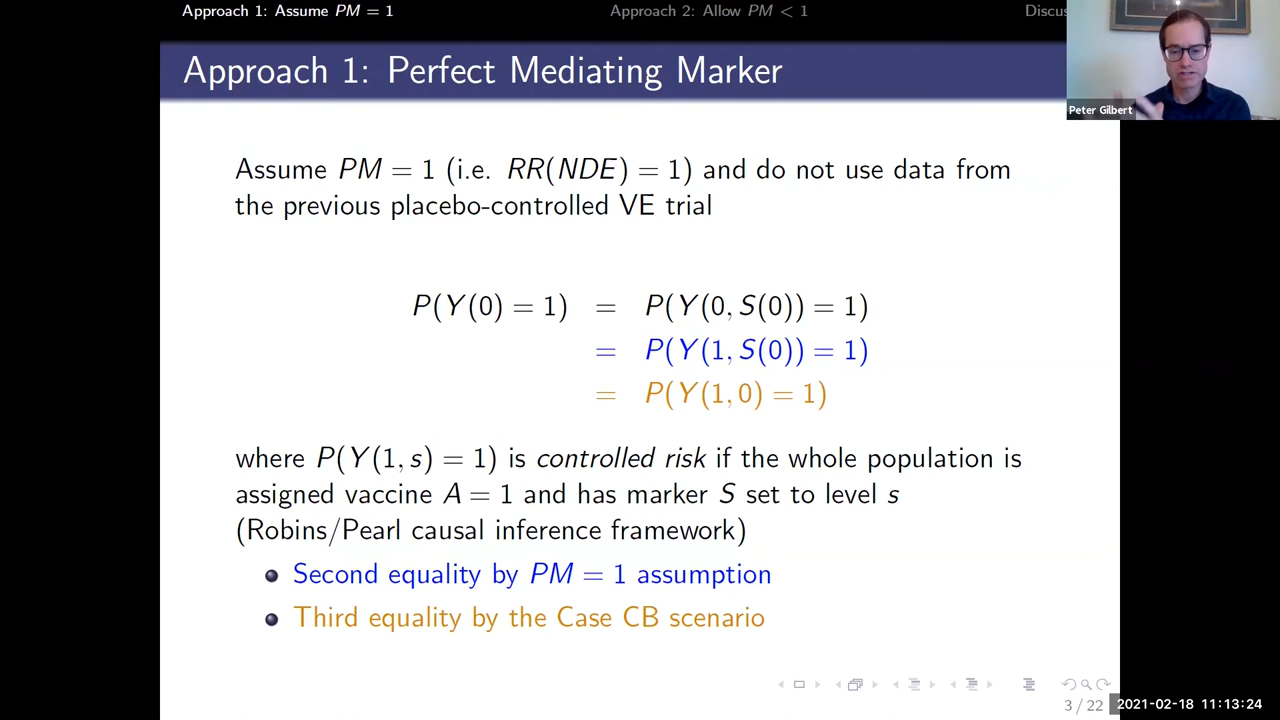 Approach 1: Assume PM = 1
Approach 2: Allow PM < 1
Discus
Approach 1: Perfect Mediating Marker
Peter Gilbert
Assume PM = 1 (i.e. RR(NDE) = 1) and do not use data from
the previous placebo-controlled VE trial
P(Y(0) = 1) = P(Y(0, S(0)) = 1)
= P(Y(1, S(0)) = 1)
= P(Y(1, 0) = 1)
where P(Y(1, s) = 1) is controlled risk if the whole population is
assigned vaccine A = 1 and has marker S set to level s
(Robins/Pearl causal inference framework)
Second equality by PM = 1 assumption
Third equality by the Case CB scenario
3 / 22
2021-02-18 11:13:24